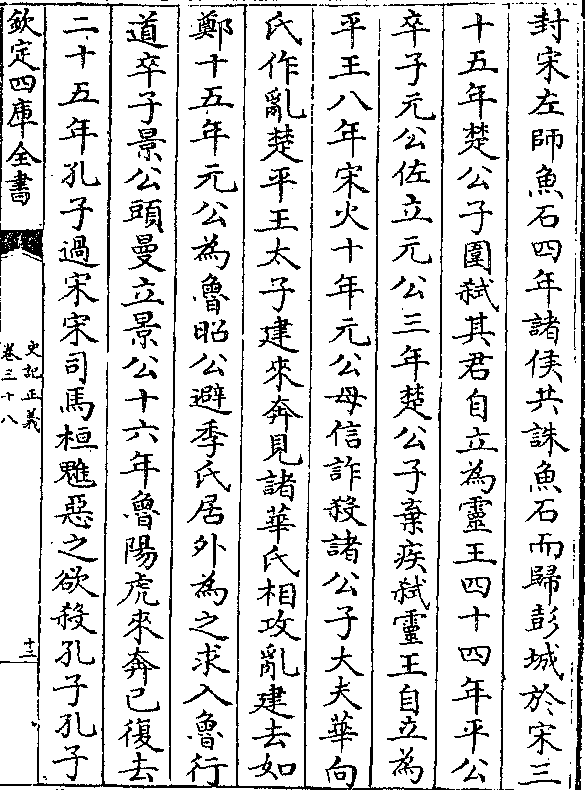 封宋左師魚石四年諸侯共誅魚石而歸彭城於宋三
十五年楚公子圍弑其君自立為靈王四十四年平公
卒子元公佐立元公三年楚公子棄疾弑靈王自立為
平王八年宋火十年元公毋信詐殺諸公子大夫華向
氏作亂楚平王太子建來奔見諸華氏相攻亂建去如
鄭十五年元公為魯昭公避季氏居外為之求入魯行
道卒子景公頭曼立景公十六年魯陽虎來奔已復去
二十五年孔子過宋宋司馬桓魋惡之欲殺孔子孔子
欽定四庫全書
史記正義
卷三十八
十三